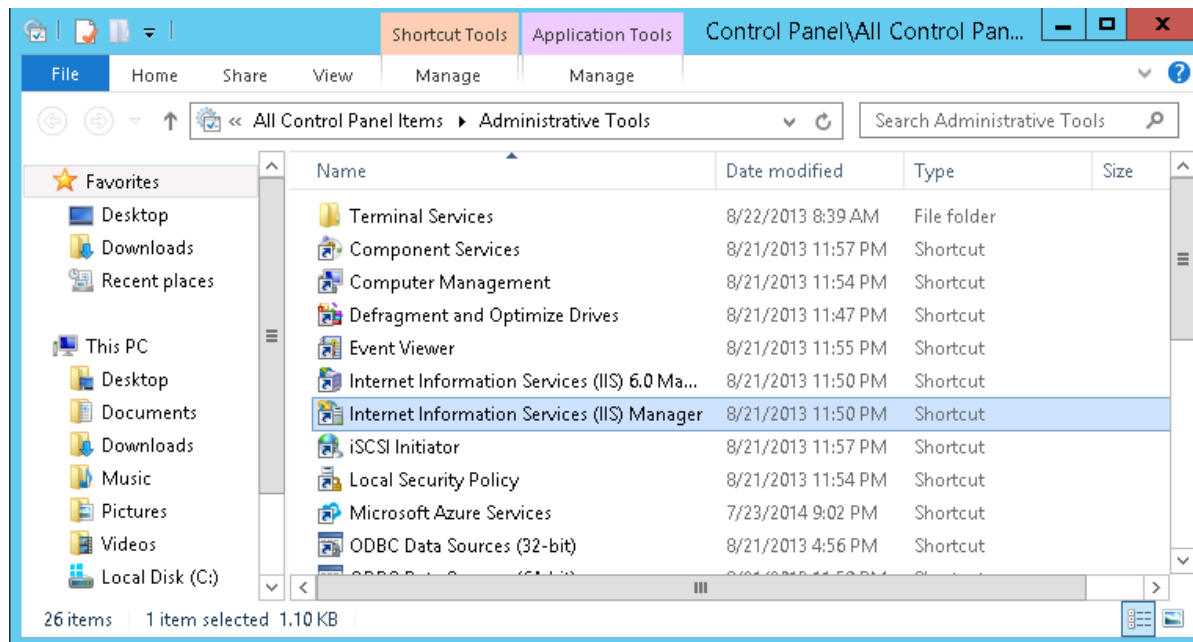 Shortcut Tools Application Tools Control Panel\All Control Pan...
File Home Share View Manage Manage
« All Control Panel Items Administrative Tools Search Administrative Tools
Name Date modified Type Size
Favorites
Desktop
Downloads
Recent places
This PC
Desktop
Documents
Downloads
Music
Pictures
Videos
Local Disk (C:)
Terminal Services 8/22/2013 8:39 AM File folder
Component Services 8/21/2013 11:57 PM Shortcut
Computer Management 8/21/2013 11:54 PM Shortcut
Defragment and Optimize Drives 8/21/2013 11:47 PM Shortcut
Event Viewer 8/21/2013 11:55 PM Shortcut
Internet Information Services (IIS) 6.0 Ma... 8/21/2013 11:50 PM Shortcut
Internet Information Services (IIS) Manager 8/21/2013 11:50 PM Shortcut
iSCSI Initiator 8/21/2013 11:57 PM Shortcut
Local Security Policy 8/21/2013 11:54 PM Shortcut
Microsoft Azure Services 7/23/2014 9:02 PM Shortcut
ODBC Data Sources (32-bit) 8/21/2013 4:56 PM Shortcut
26 items 1 item selected 1.10 KB